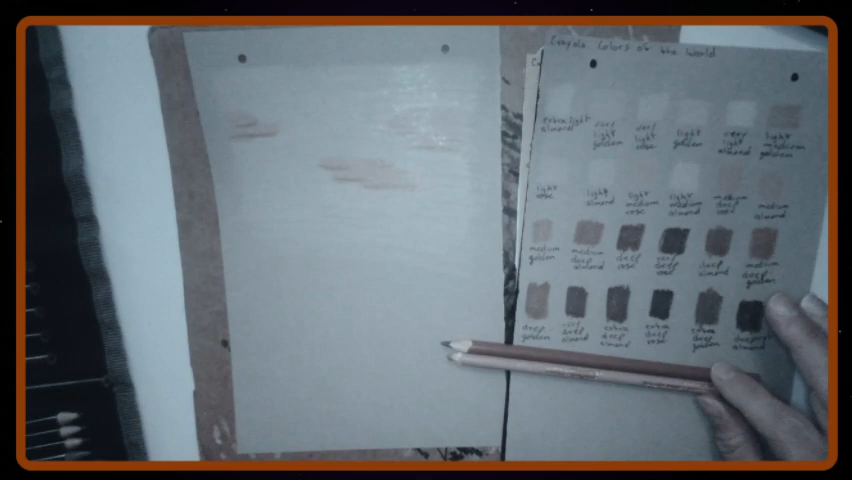 Crayola Colors of the World
extra light almond
very light golden
very light rose
light golden
very light almond
light medium golden
light rose
light almond
light medium rose
light medium almond
medium deep rose
medium almond
medium golden
medium deep almond
deep rose
very deep rose
deep almond
medium deep golden
deep golden
very deep almond
extra deep almond
extra deep rose
extra deep golden
deepest almond